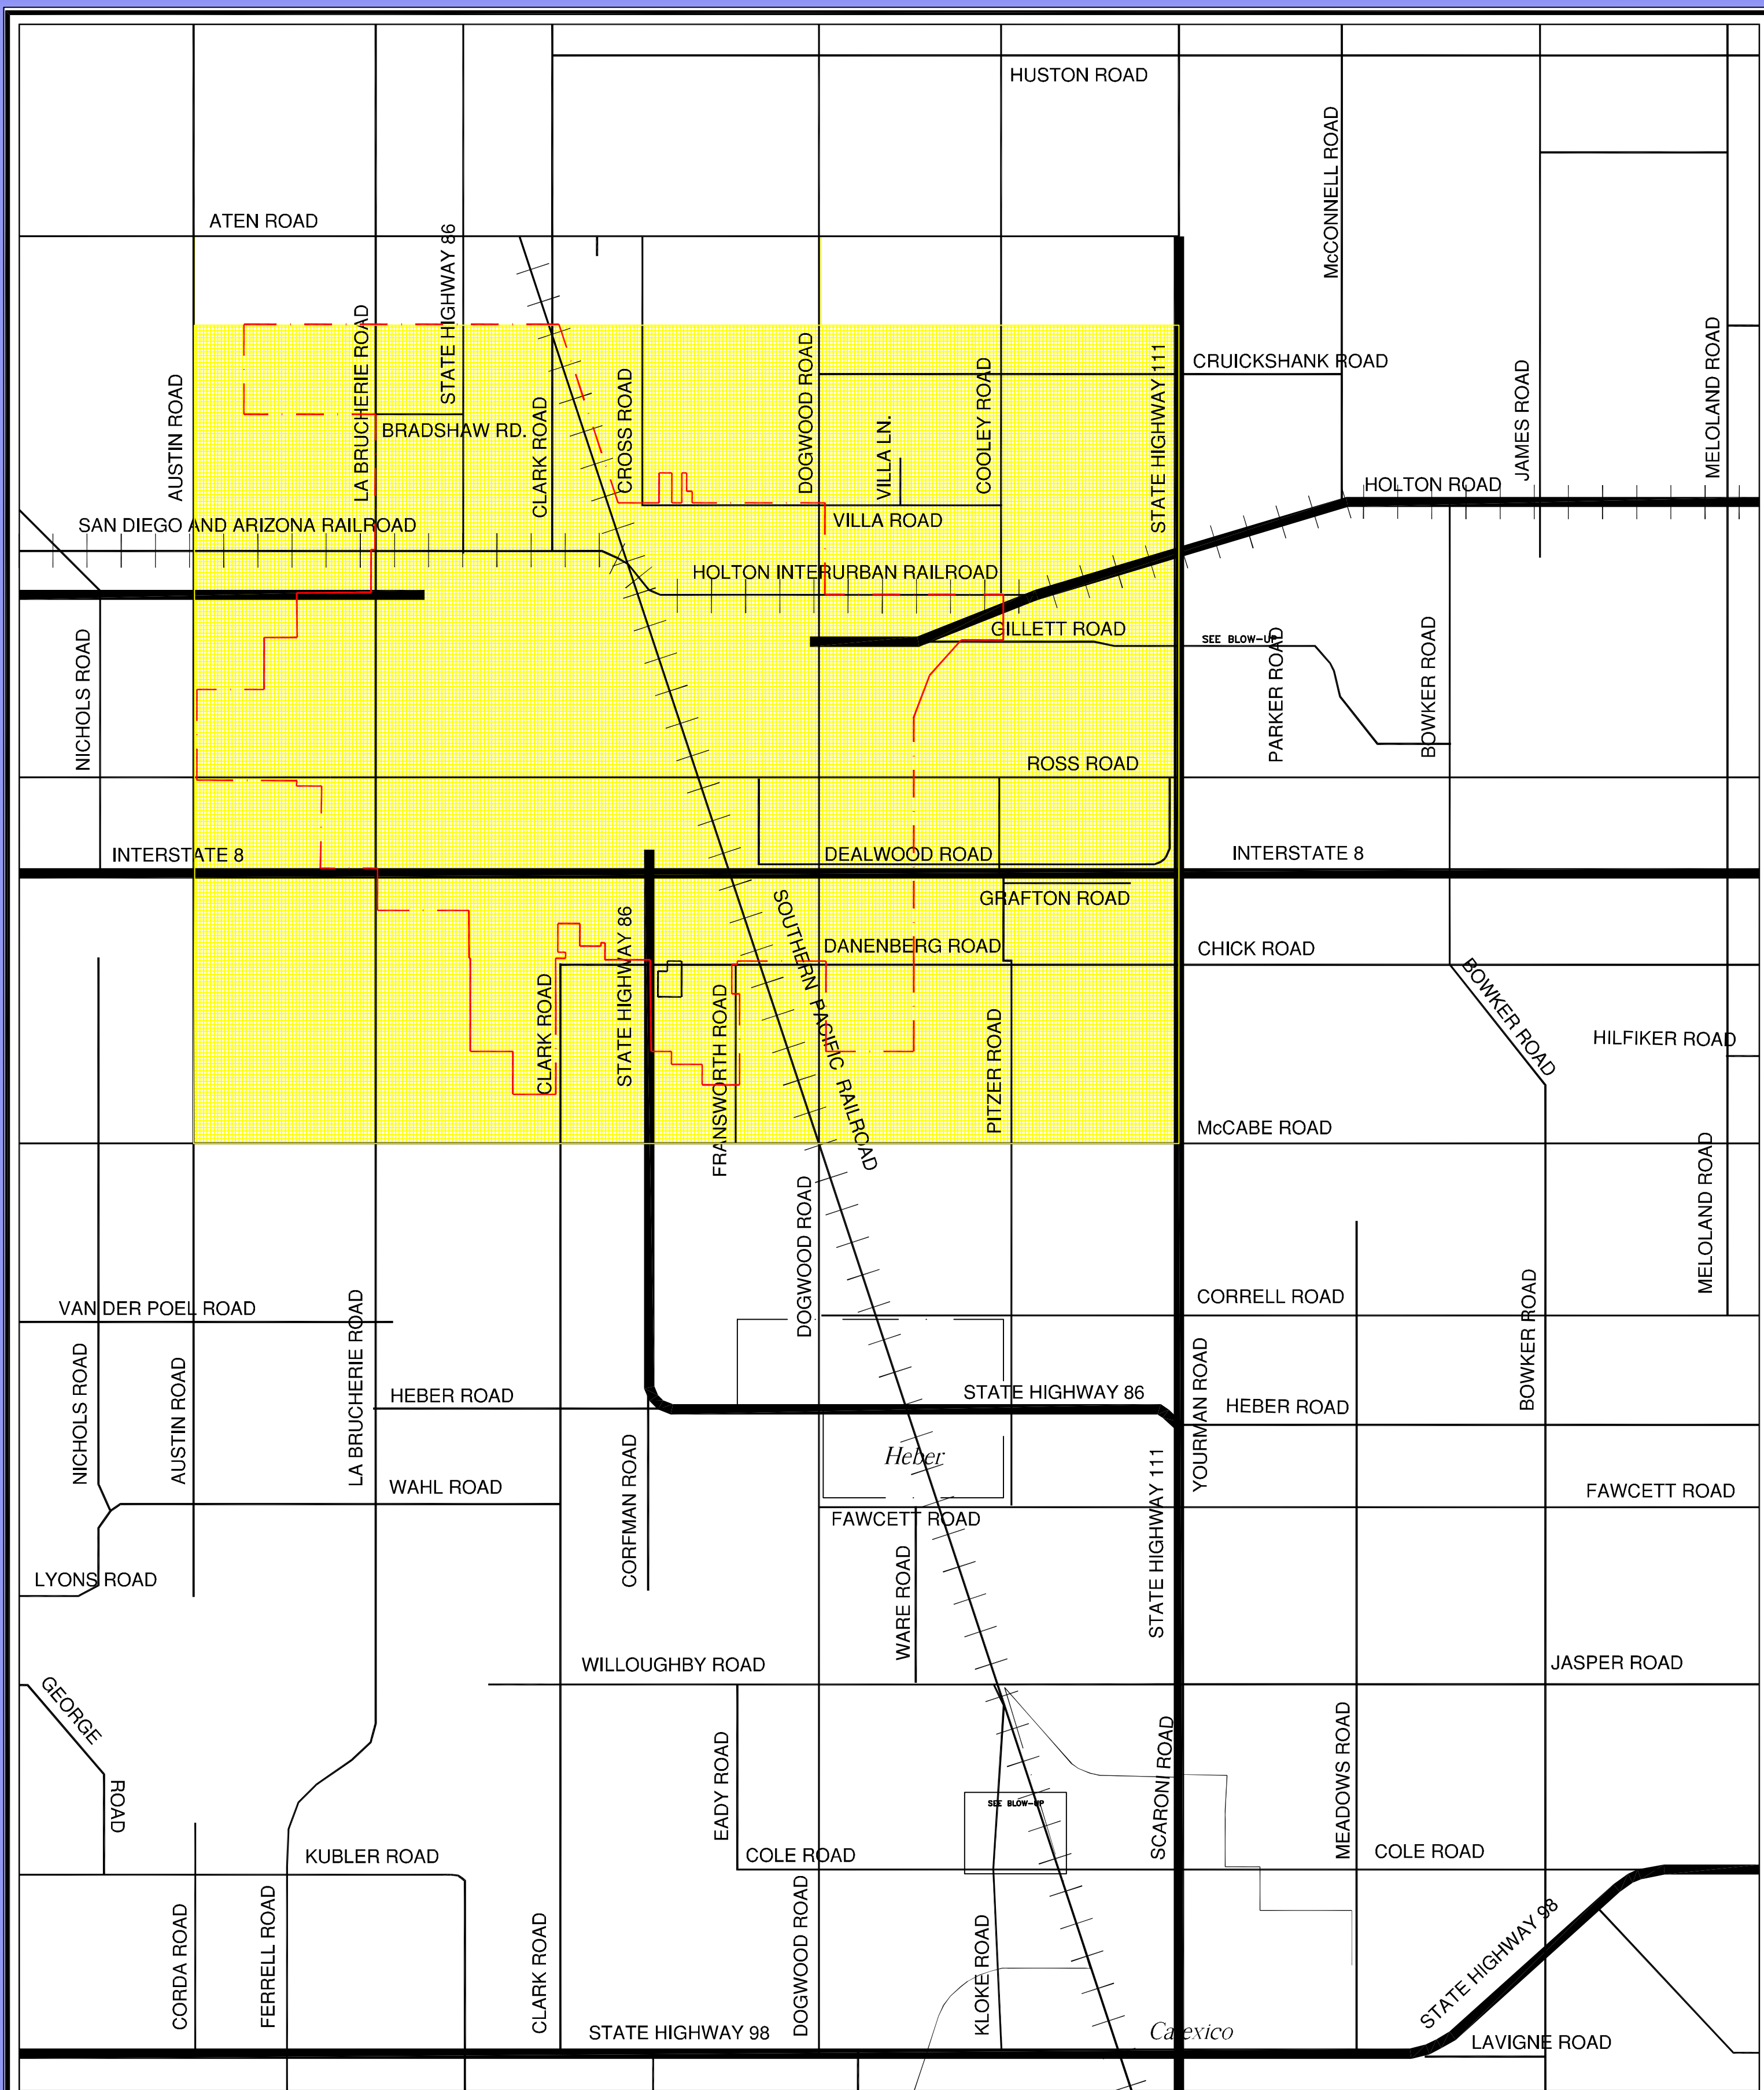 HUSTON ROAD
McCONNELL ROAD
ATEN ROAD
STATE HIGHWAY 86
LA BRUCHERIE ROAD
AUSTIN ROAD
BRADSHAW RD.
CLARK ROAD
CROSS ROAD
DOGWOOD ROAD
VILLA LN.
COOLEY ROAD
STATE HIGHWAY 111
CRUICKSHANK ROAD
JAMES ROAD
MELOLAND ROAD
HOLTON ROAD
SAN DIEGO AND ARIZONA RAILROAD
VILLA ROAD
HOLTON INTERURBAN RAILROAD
GILLETT ROAD
SEE BLOW-UP
PARKER ROAD
BOWKER ROAD
NICHOLS ROAD
ROSS ROAD
INTERSTATE 8
DEALWOOD ROAD
INTERSTATE 8
GRAFTON ROAD
SOUTHERN PACIFIC RAILROAD
STATE HIGHWAY 86
DANENBERG ROAD
CHICK ROAD
BOWKER ROAD
CLARK ROAD
FRANSWORTH ROAD
PITZER ROAD
HILFIKER ROAD
McCABE ROAD
MELOLAND ROAD
DOGWOOD ROAD
VAN DER POEL ROAD
CORRELL ROAD
BOWKER ROAD
LA BRUCHERIE ROAD
NICHOLS ROAD
AUSTIN ROAD
HEBER ROAD
STATE HIGHWAY 86
YOURMAN ROAD
HEBER ROAD
Heber
CORFMAN ROAD
STATE HIGHWAY 111
WAHL ROAD
FAWCETT ROAD
FAWCETT ROAD
WARE ROAD
LYONS ROAD
WILLOUGHBY ROAD
JASPER ROAD
GEORGE
ROAD
EADY ROAD
SCARONI ROAD
MEADOWS ROAD
SEE BLOW-UP
KUBLER ROAD
COLE ROAD
COLE ROAD
CORDA ROAD
FERRELL ROAD
CLARK ROAD
DOGWOOD ROAD
KLOKE ROAD
STATE HIGHWAY 98
STATE HIGHWAY 98
Calexico
LAVIGNE ROAD